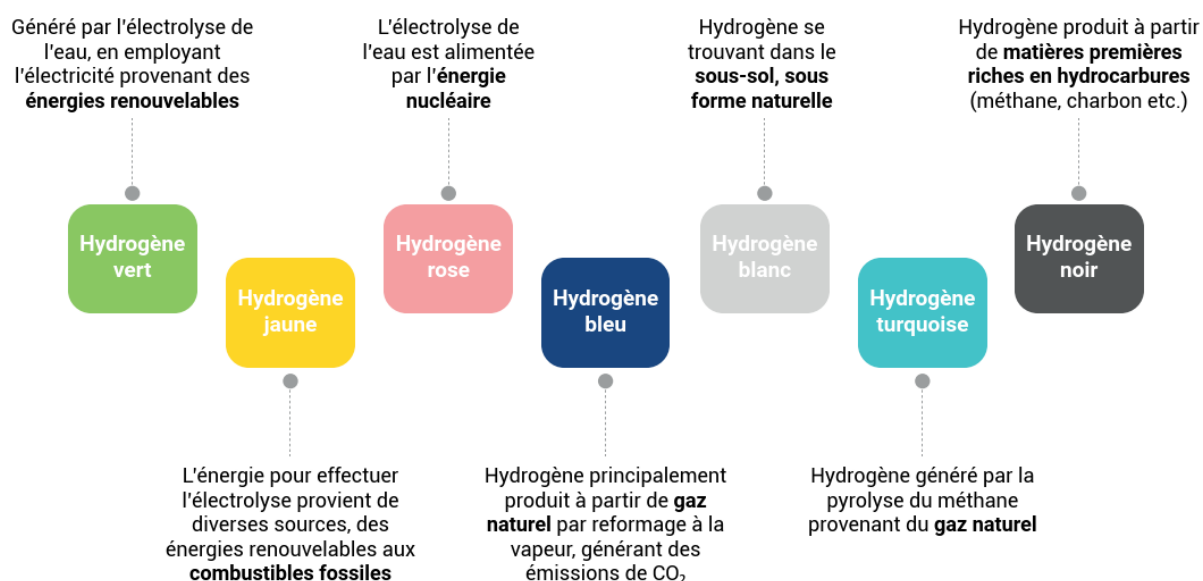 Généré par l'électrolyse de
l'eau, en employant
l'électricité provenant des
énergies renouvelables
L'électrolyse de
l'eau est alimentée
par l'énergie
nucléaire
Hydrogène se
trouvant dans le
sous-sol, sous
forme naturelle
Hydrogène produit à partir
de matières premières
riches en hydrocarbures
(méthane, charbon etc.)
Hydrogène
vert
Hydrogène
jaune
Hydrogène
rose
Hydrogène
bleu
Hydrogène
blanc
Hydrogène
turquoise
Hydrogène
noir
L'énergie pour effectuer
l'électrolyse provient de
diverses sources, des
énergies renouvelables aux
combustibles fossiles
Hydrogène principalement
produit à partir de gaz
naturel par reformage à la
vapeur, générant des
émissions de CO₂
Hydrogène généré par la
pyrolyse du méthane
provenant du gaz naturel